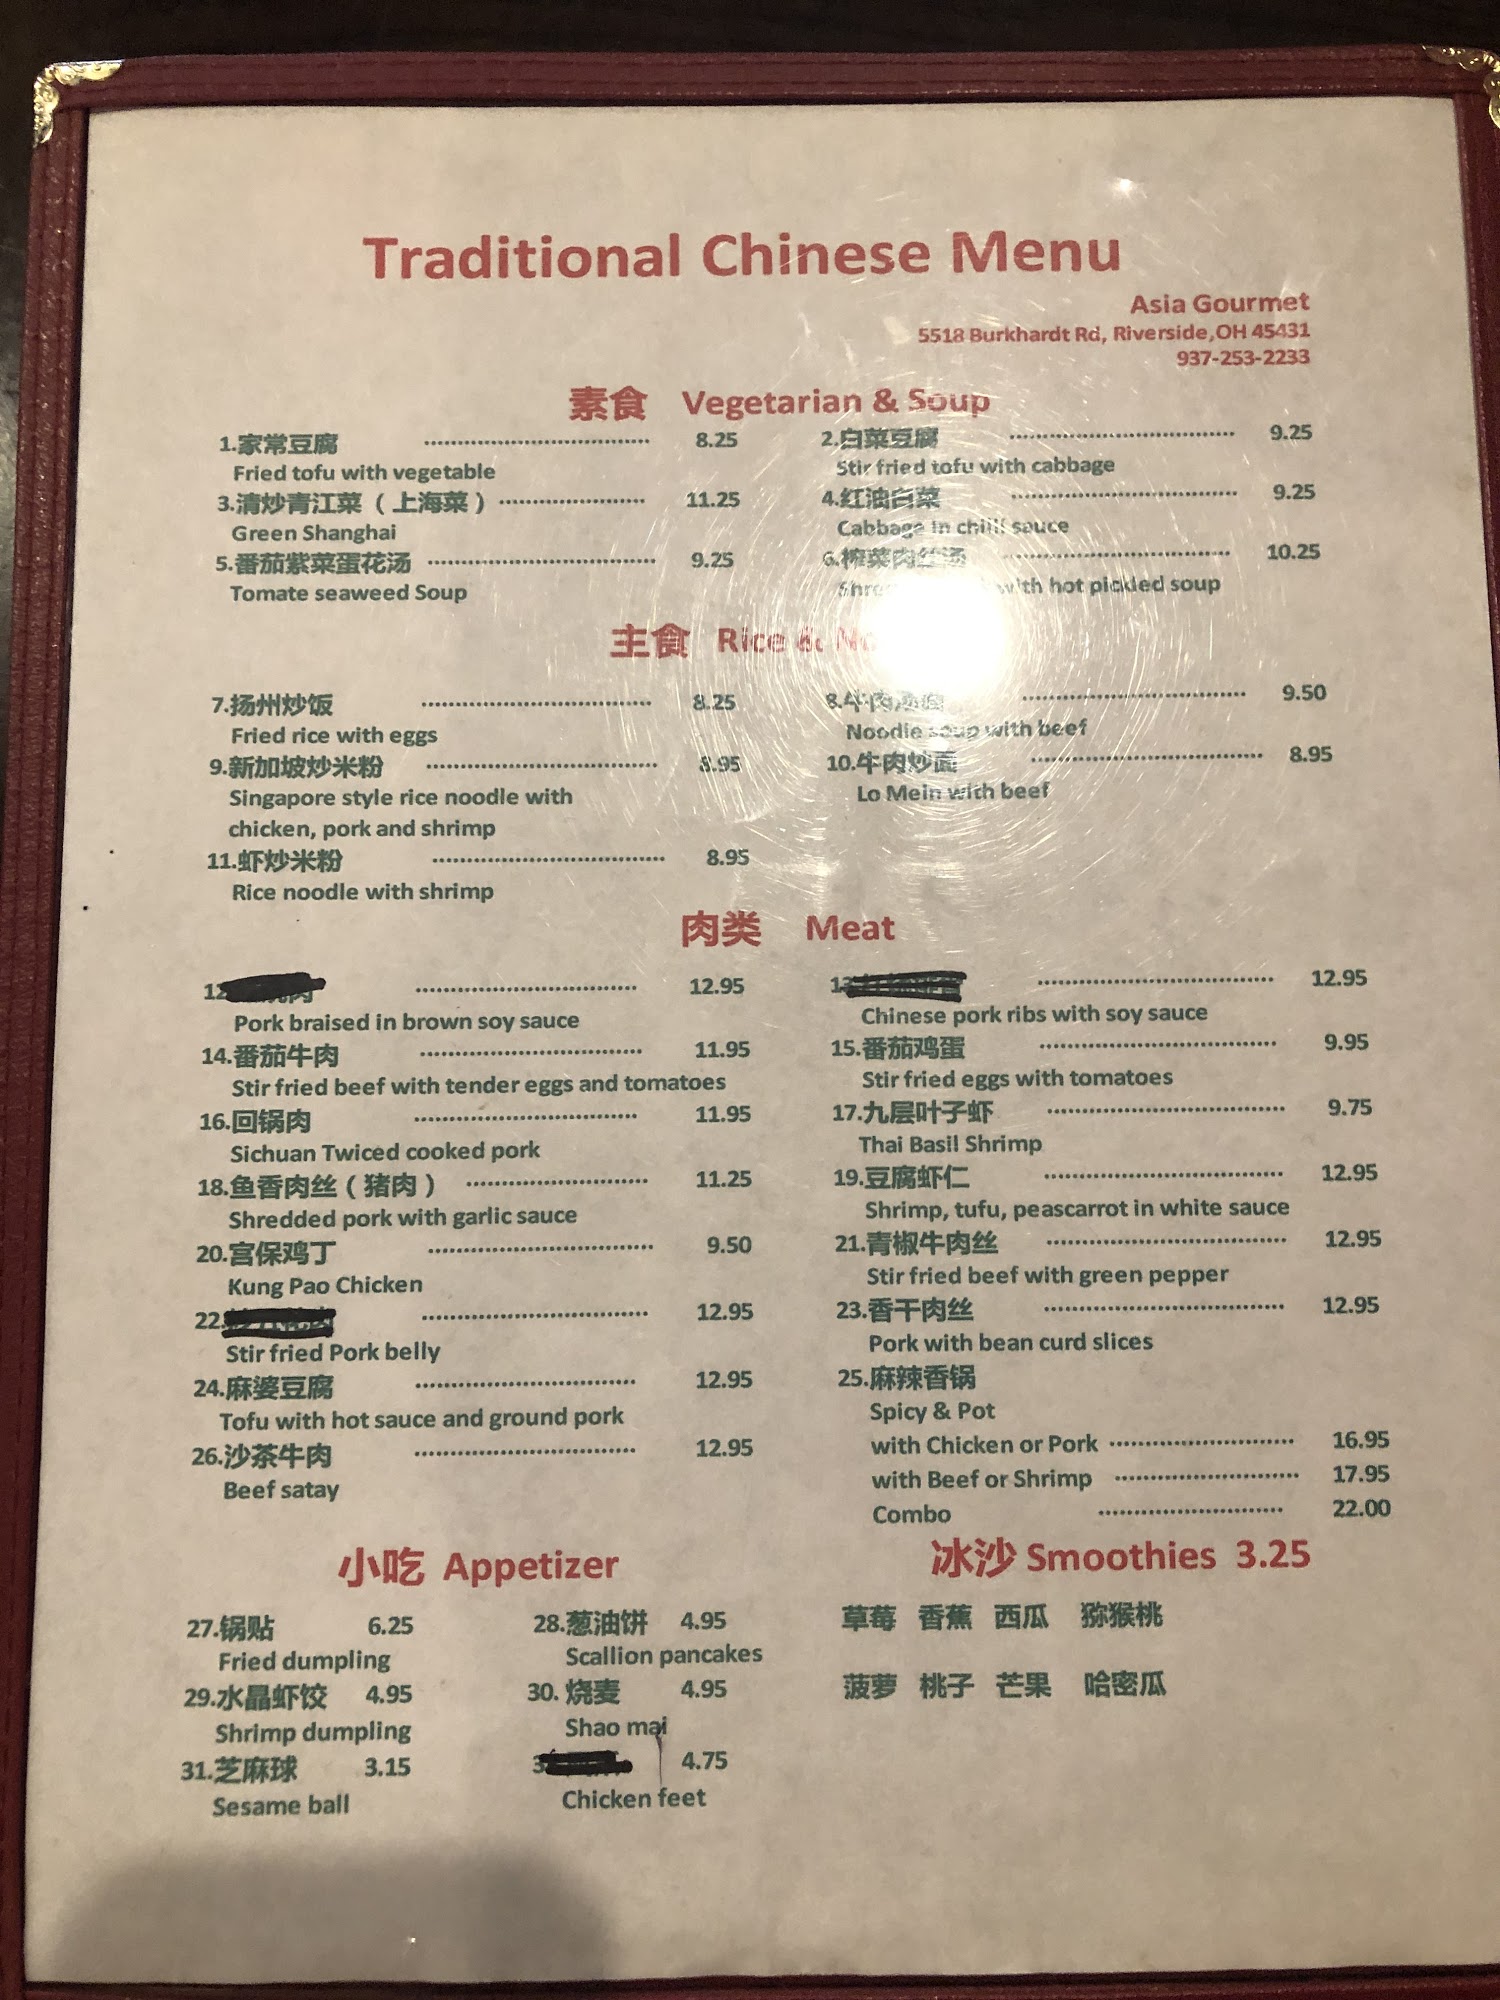 Traditional Chinese Menu
Asia Gourmet
5518 Burkhardt Rd, Riverside,OH 45431
937-253-2233
素食 Vegetarian & Soup
1.家常豆腐 8.25
Fried tofu with vegetable
2.白菜豆腐 9.25
Stir fried tofu with cabbage
3.清炒青江菜（上海菜） 11.25
Green Shanghai
4.红油白菜 9.25
Cabbage in chilli sauce
5.番茄紫菜蛋花汤 9.25
Tomate seaweed Soup
6.榨菜肉丝汤 10.25
with hot pickled soup
主食 Rice &
7.扬州炒饭 8.25
Fried rice with eggs
8.牛肉汤面 9.50
Noodle soup with beef
9.新加坡炒米粉 8.95
Singapore style rice noodle with
chicken, pork and shrimp
10.牛肉炒面 8.95
Lo Mein with beef
11.虾炒米粉 8.95
Rice noodle with shrimp
肉类 Meat
12 肉 12.95
Pork braised in brown soy sauce
13 12.95
Chinese pork ribs with soy sauce
14.番茄牛肉 11.95
Stir fried beef with tender eggs and tomatoes
15.番茄鸡蛋 9.95
Stir fried eggs with tomatoes
16.回锅肉 11.95
Sichuan Twiced cooked pork
17.九层叶子虾 9.75
Thai Basil Shrimp
18.鱼香肉丝（猪肉） 11.25
Shredded pork with garlic sauce
19.豆腐虾仁 12.95
Shrimp, tufu, peascarrot in white sauce
20.宫保鸡丁 9.50
Kung Pao Chicken
21.青椒牛肉丝 12.95
Stir fried beef with green pepper
22. 12.95
Stir fried Pork belly
23.香干肉丝 12.95
Pork with bean curd slices
24.麻婆豆腐 12.95
Tofu with hot sauce and ground pork
25.麻辣香锅
Spicy & Pot
with Chicken or Pork 16.95
with Beef or Shrimp 17.95
Combo 22.00
26.沙茶牛肉 12.95
Beef satay
小吃 Appetizer
27.锅贴 6.25
Fried dumpling
28.葱油饼 4.95
Scallion pancakes
29.水晶虾饺 4.95
Shrimp dumpling
30. 烧麦 4.95
Shao mai
31.芝麻球 3.15
Sesame ball
3 4.75
Chicken feet
冰沙 Smoothies 3.25
草莓 香蕉 西瓜 猕猴桃
菠萝 桃子 芒果 哈密瓜